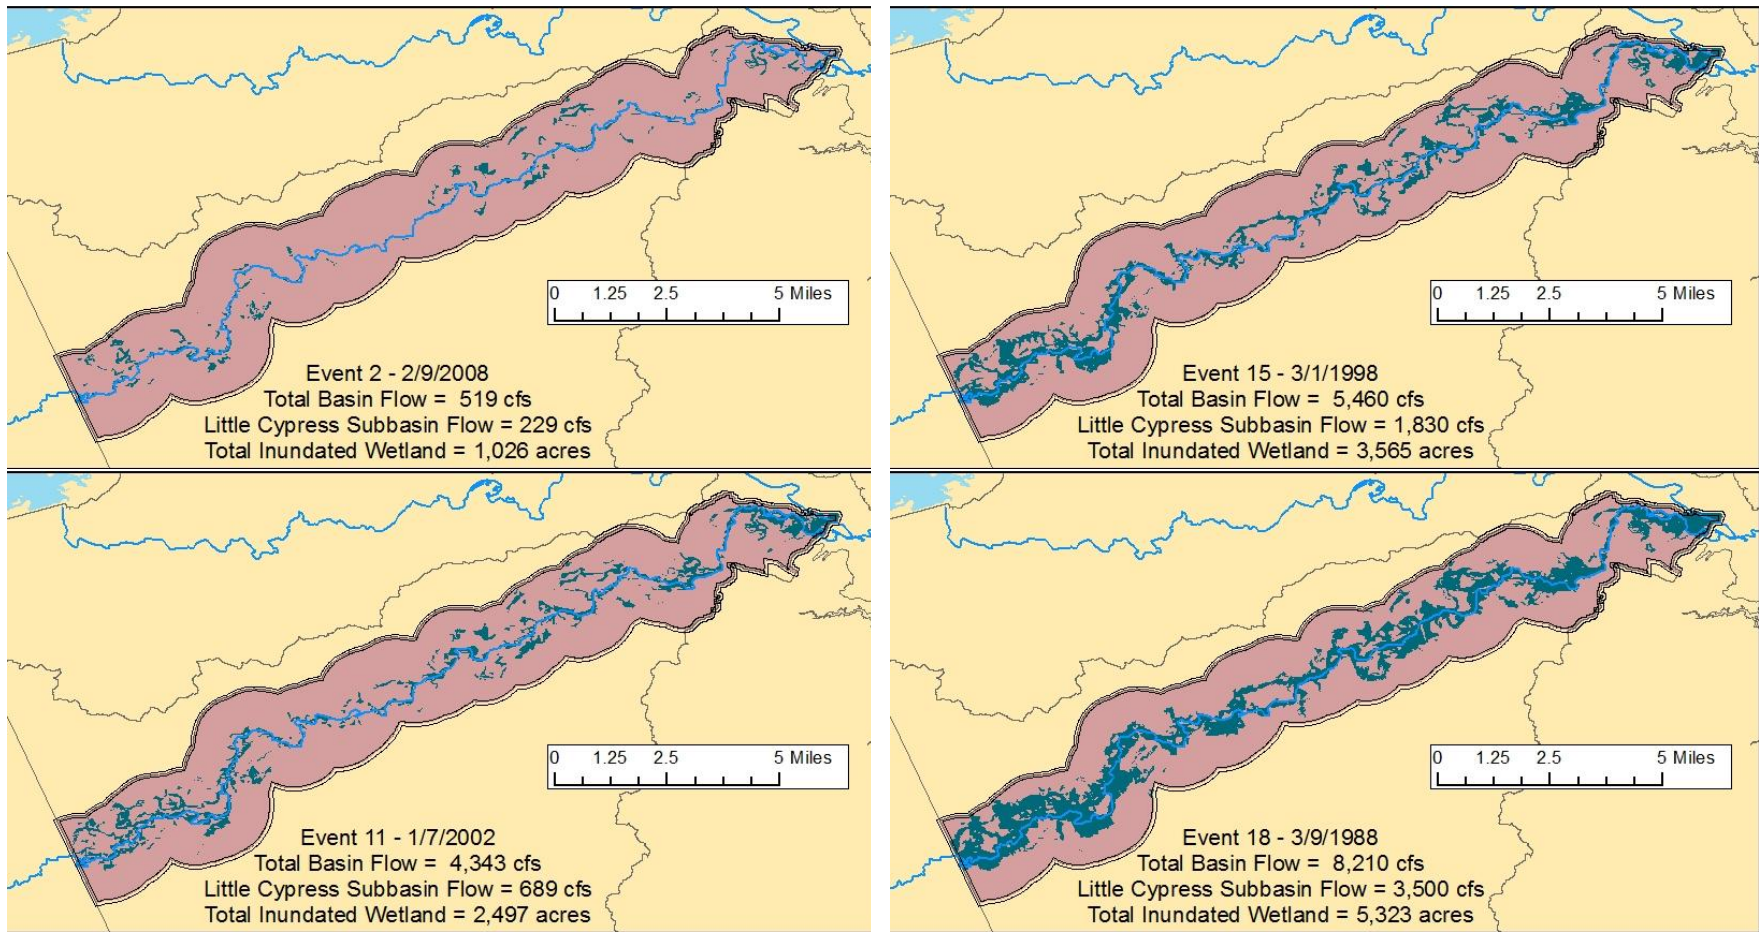 0 1.25 2.5 5 Miles
Event 2 - 2/9/2008
Total Basin Flow = 519 cfs
Little Cypress Subbasin Flow = 229 cfs
Total Inundated Wetland = 1,026 acres
0 1.25 2.5 5 Miles
Event 15 - 3/1/1998
Total Basin Flow = 5,460 cfs
Little Cypress Subbasin Flow = 1,830 cfs
Total Inundated Wetland = 3,565 acres
0 1.25 2.5 5 Miles
Event 11 - 1/7/2002
Total Basin Flow = 4,343 cfs
Little Cypress Subbasin Flow = 689 cfs
Total Inundated Wetland = 2,497 acres
0 1.25 2.5 5 Miles
Event 18 - 3/9/1988
Total Basin Flow = 8,210 cfs
Little Cypress Subbasin Flow = 3,500 cfs
Total Inundated Wetland = 5,323 acres